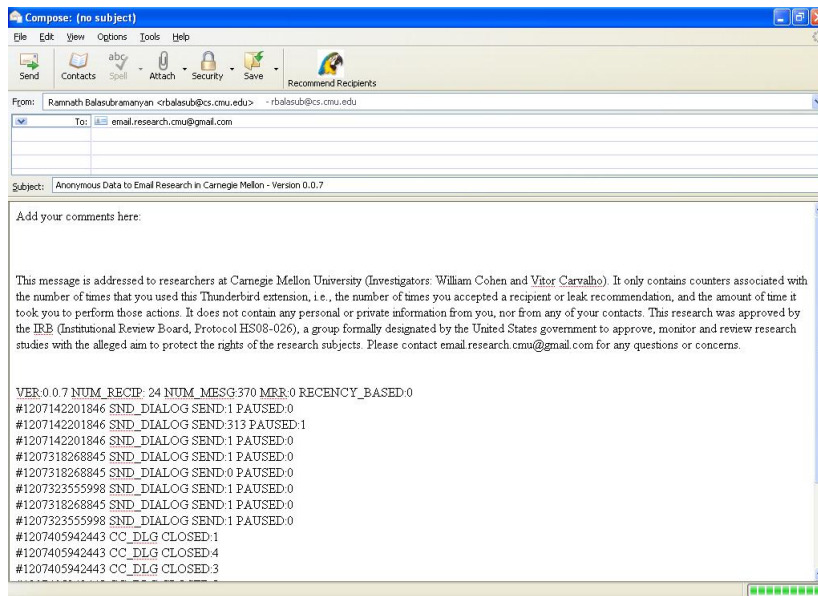 Compose: (no subject)
File Edit View Options Tools Help
Send Contacts Spell Attach Security Save Recommend Recipients
From: Ramnath Balasubramanyan <rbalasub@cs.cmu.edu> - rbalasub@cs.cmu.edu
To: email.research.cmu@gmail.com
Subject: Anonymous Data to Email Research in Carnegie Mellon - Version 0.0.7
Add your comments here:
This message is addressed to researchers at Carnegie Mellon University (Investigators: William Cohen and Vitor Carvalho). It only contains counters associated with
the number of times that you used this Thunderbird extension, i.e., the number of times you accepted a recipient or leak recommendation, and the amount of time it
took you to perform those actions. It does not contain any personal or private information from you, nor from any of your contacts. This research was approved by
the IRB (Institutional Review Board, Protocol HS08-026), a group formally designated by the United States government to approve, monitor and review research
studies with the alleged aim to protect the rights of the research subjects. Please contact email.research.cmu@gmail.com for any questions or concerns.
VER:0.0.7 NUM_RECIP: 24 NUM_MESG:370 MRR:0 RECENCY_BASED:0
#1207142201846 SND_DIALOG SEND:1 PAUSED:0
#1207142201846 SND_DIALOG SEND:313 PAUSED:1
#1207142201846 SND_DIALOG SEND:1 PAUSED:0
#1207318268845 SND_DIALOG SEND:1 PAUSED:0
#1207318268845 SND_DIALOG SEND:0 PAUSED:0
#1207323555998 SND_DIALOG SEND:1 PAUSED:0
#1207318268845 SND_DIALOG SEND:1 PAUSED:0
#1207323555998 SND_DIALOG SEND:1 PAUSED:0
#1207405942443 CC_DLG CLOSED:1
#1207405942443 CC_DLG CLOSED:4
#1207405942443 CC_DLG CLOSED:3